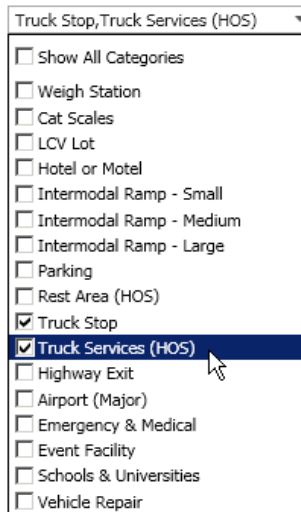 Truck Stop,Truck Services (HOS)
Show All Categories
Weigh Station
Cat Scales
LCV Lot
Hotel or Motel
Intermodal Ramp - Small
Intermodal Ramp - Medium
Intermodal Ramp - Large
Parking
Rest Area (HOS)
Truck Stop
Truck Services (HOS)
Highway Exit
Airport (Major)
Emergency & Medical
Event Facility
Schools & Universities
Vehicle Repair